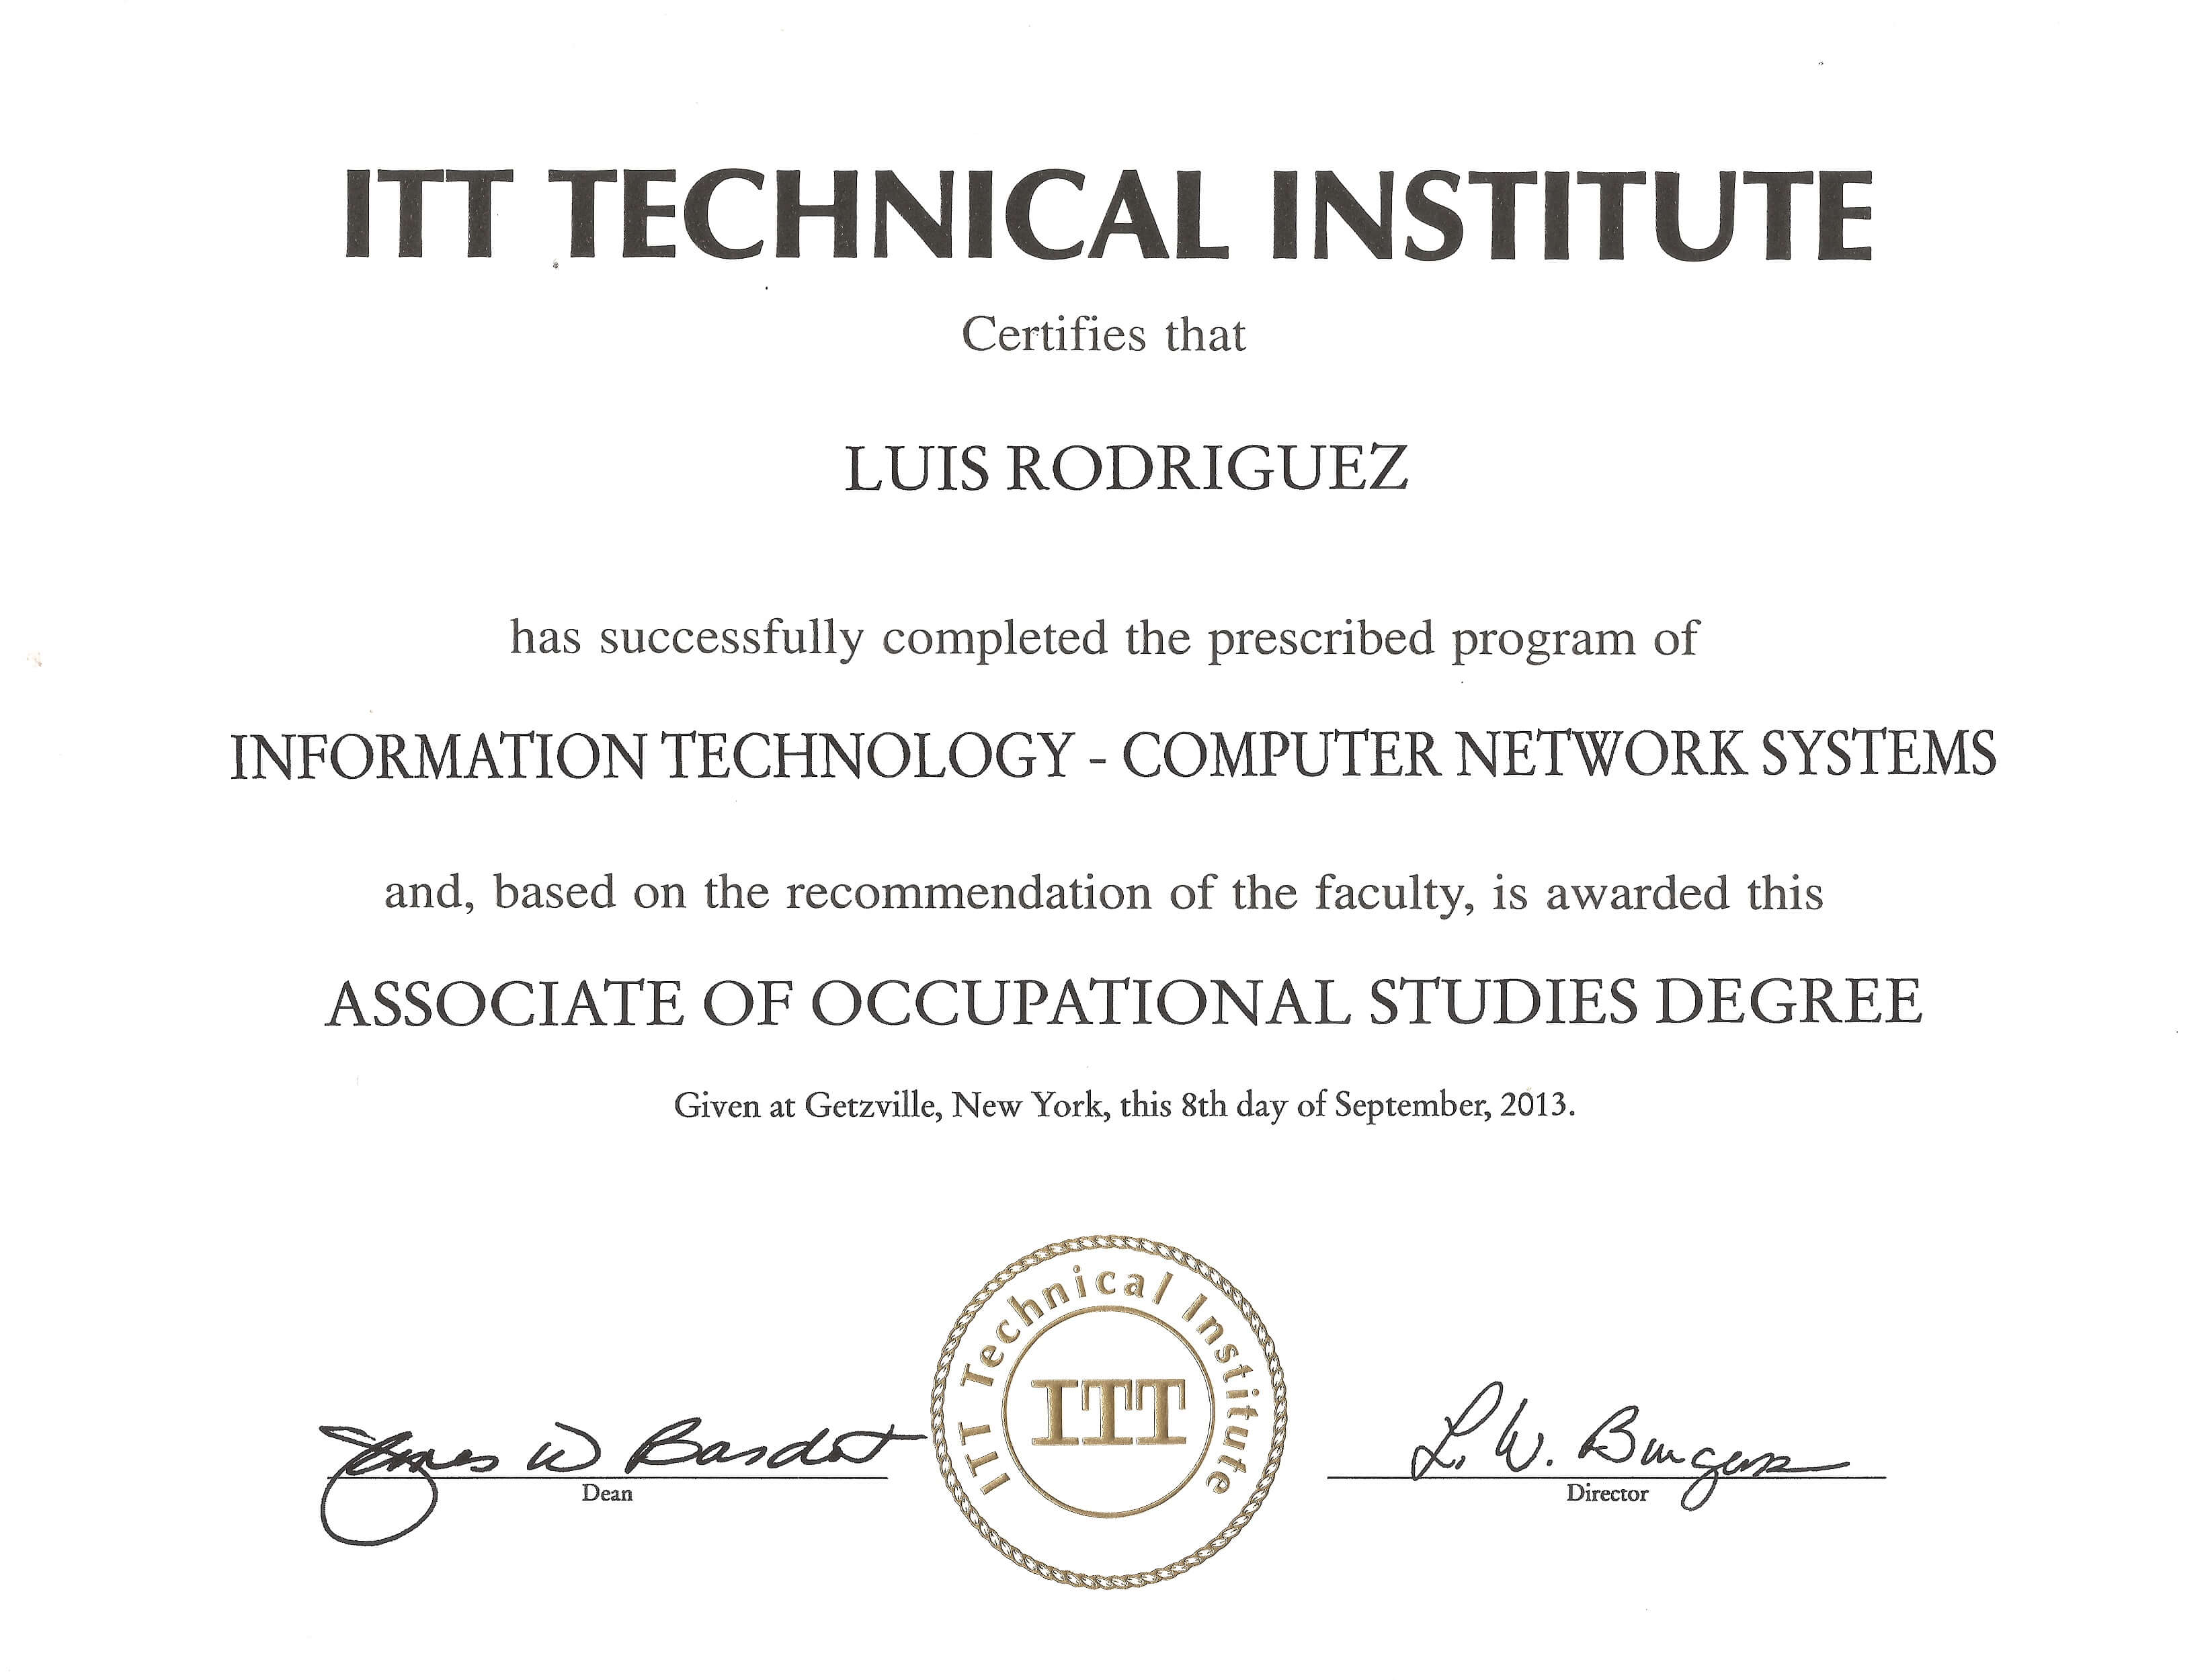 ITT TECHNICAL INSTITUTE
Certifies that
LUIS RODRIGUEZ
has successfully completed the prescribed program of
INFORMATION TECHNOLOGY - COMPUTER NETWORK SYSTEMS
and, based on the recommendation of the faculty, is awarded this
ASSOCIATE OF OCCUPATIONAL STUDIES DEGREE
Given at Getzville, New York, this 8th day of September, 2013.
ITT Technical Institute
ITT
James W Bardot
Dean
L. W. Burgess
Director